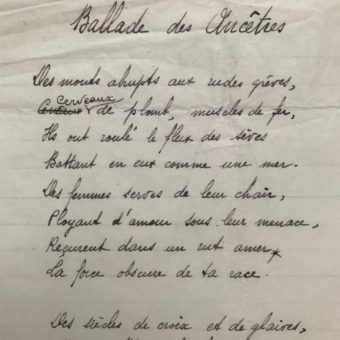 Ballade des Ancêtres
Des monts abrupts aux rudes grèves,
Cerveaux
de plomb, muscles de fer,
Ils ont roulé le flux des sèves
Battant en eux comme une mer.
Des femmes serves de leur chair,
Ployant d'amour sous leur menace,
Reçurent dans un rut amer
La force obscure de ta race.
Des siècles de croix et de glaives,